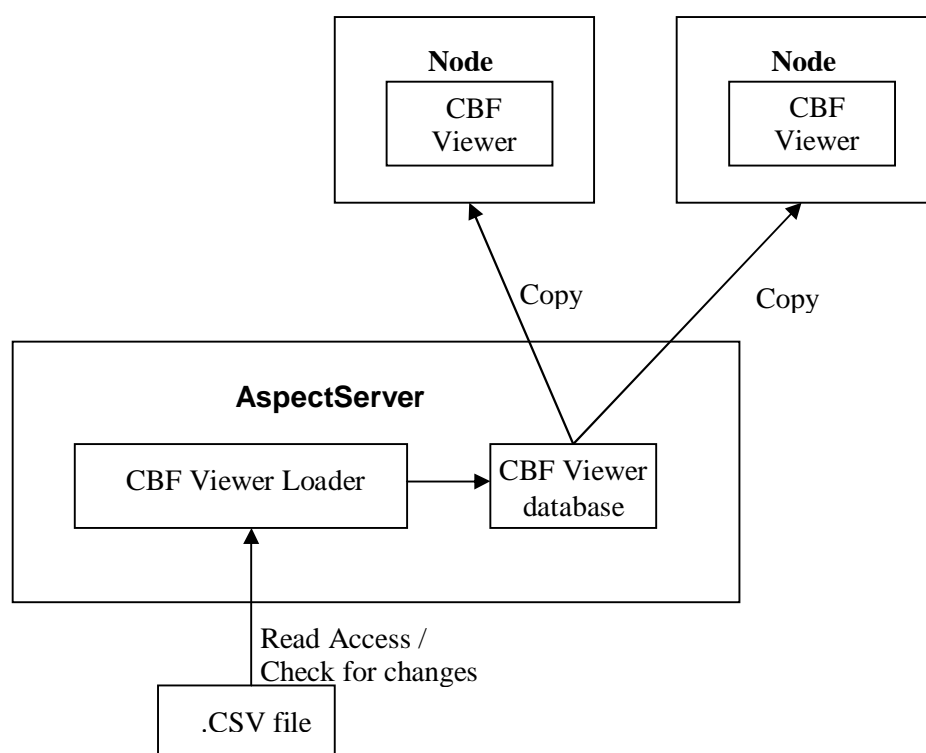 Node
CBF
Viewer
Node
CBF
Viewer
Copy
Copy
AspectServer
CBF Viewer Loader
CBF Viewer
database
Read Access /
Check for changes
.CSV file